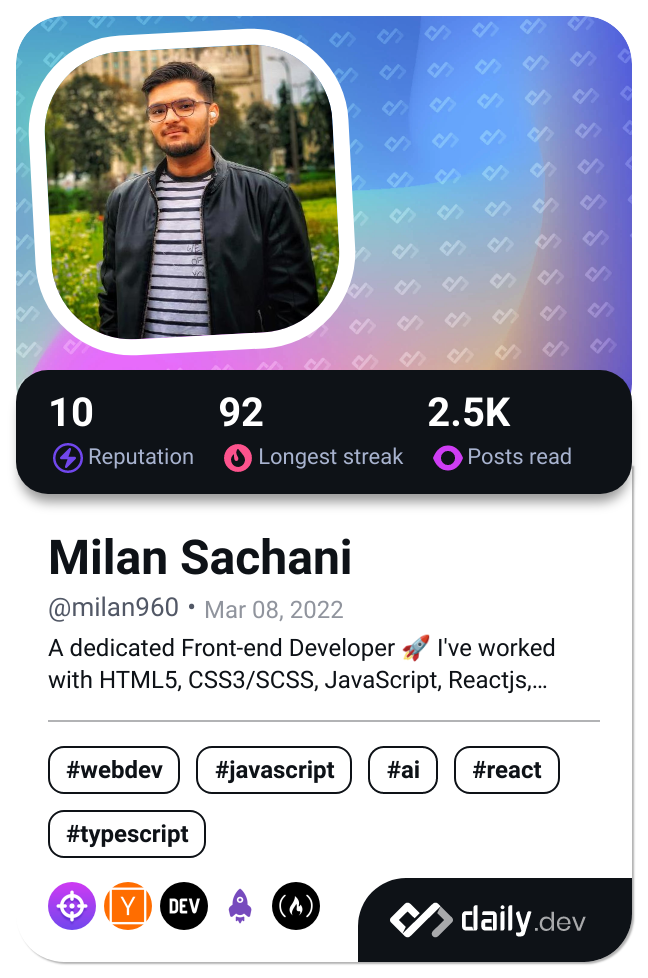 10 92 2.5K
Reputation Longest streak Posts read
Milan Sachani
@milan960 • Mar 08, 2022
A dedicated Front-end Developer 🚀 I've worked
with HTML5, CSS3/SCSS, JavaScript, Reactjs,...
#webdev #javascript #ai #react
#typescript
Y DEV daily.dev